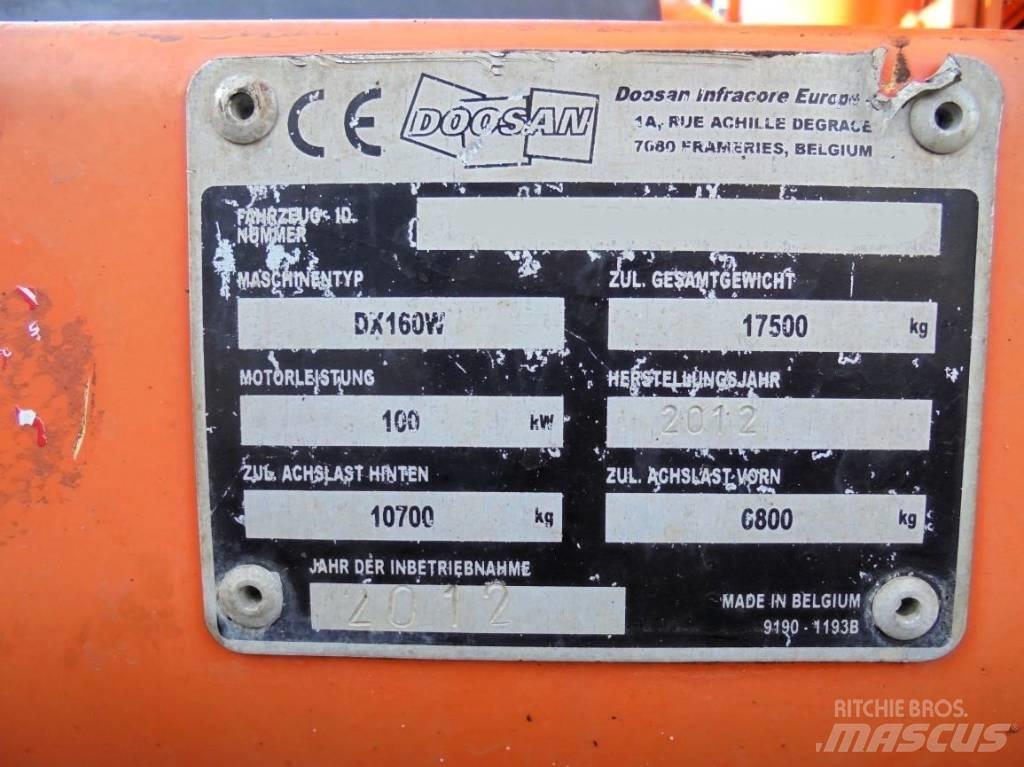 CE DOOSAN Doosan Infracore Europe
1A, RUE ACHILLE DEGRACE
7080 FRAMERIES, BELGIUM
FAHRZEUG- ID.
NUMMER
MASCHINENTYP
DX160W
ZUL. GESAMTGEWICHT
17500 kg
MOTORLEISTUNG
100 kW
HERSTELLUNGSJAHR
2012
ZUL. ACHSLAST HINTEN
10700 kg
ZUL. ACHSLAST VORN
6800 kg
JAHR DER INBETRIEBNAHME
2012
MADE IN BELGIUM
9190 - 1193B
RITCHIE BROS.
MASCUS